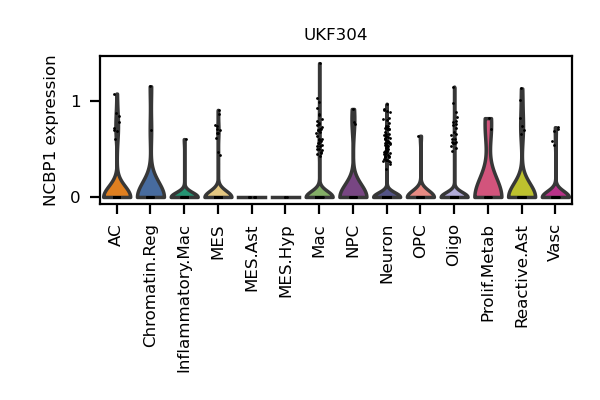 UKF304
NCBP1 expression
1
0
AC
Chromatin.Reg
Inflammatory.Mac
MES
MES.Ast
MES.Hyp
Mac
NPC
Neuron
OPC
Oligo
Prolif.Metab
Reactive.Ast
Vasc